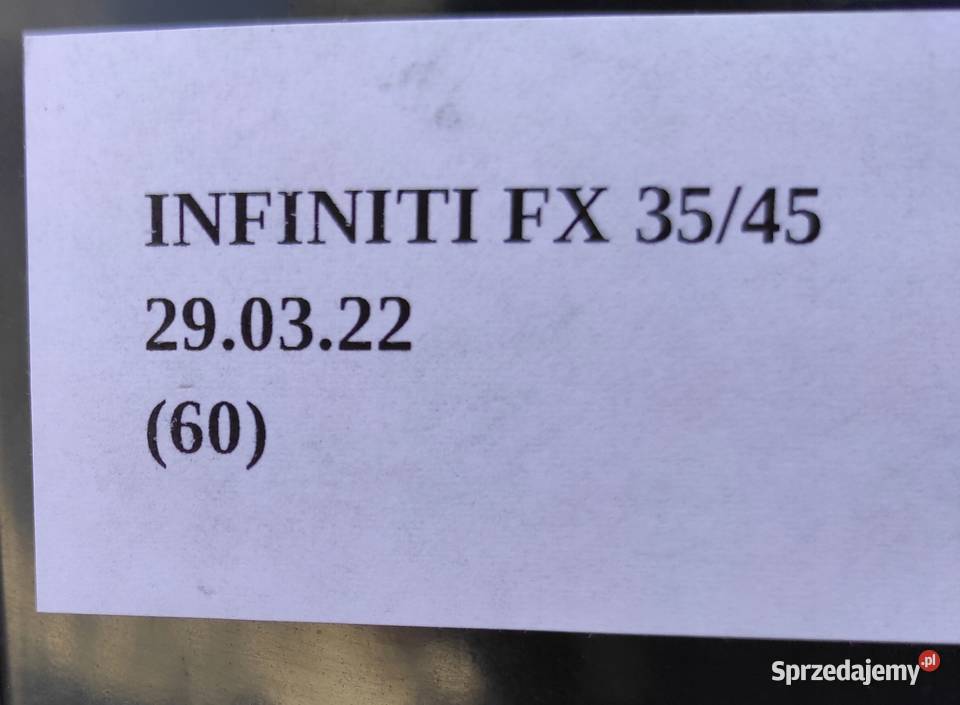 INFINITI FX 35/45
29.03.22
(60)
Sprzedajemy.pl